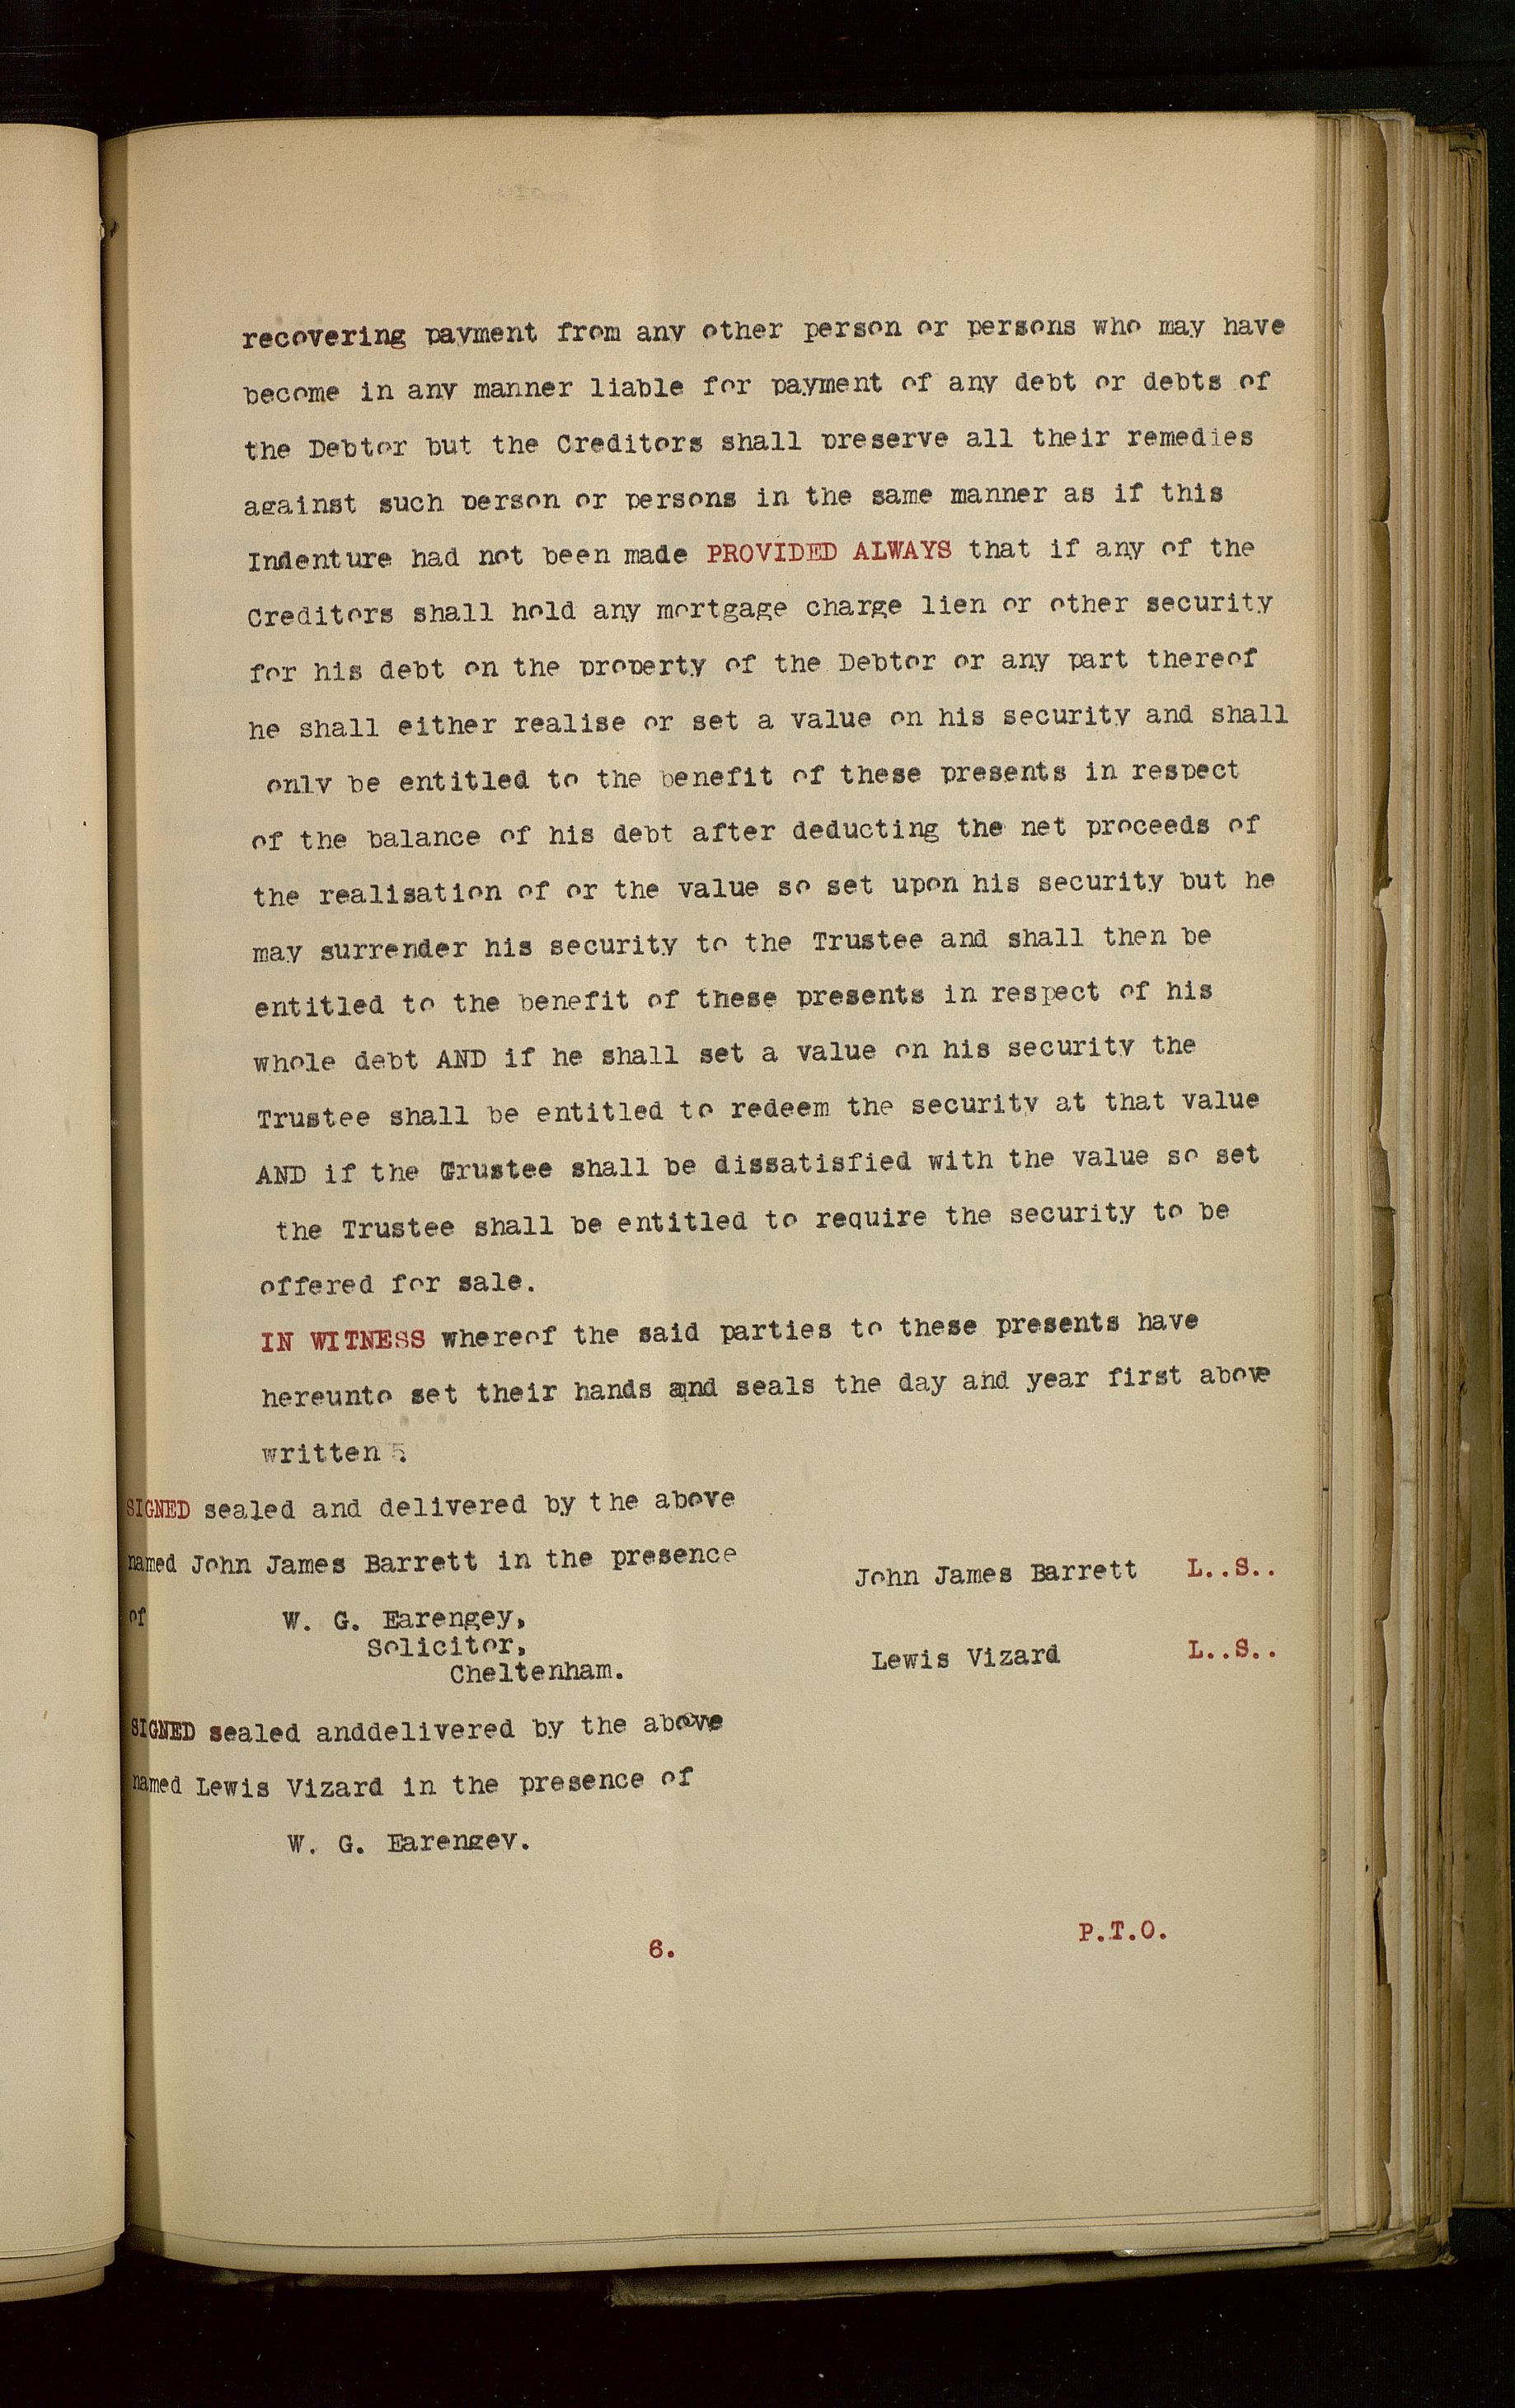 recovering payment from any other person or persons who may have
become in any manner liable for payment of any debt or debts of
the Debtor but the Creditors shall preserve all their remedies
against such person or persons in the same manner as if this
Indenture had not been made PROVIDED ALWAYS that if any of the
Creditors shall hold any mortgage charge lien or other security
for his debt on the property of the Debtor or any part thereof
he shall either realise or set a value on his security and shall
only be entitled to the benefit of these presents in respect
of the balance of his debt after deducting the net proceeds of
the realisation of or the value so set upon his security but he
may surrender his security to the Trustee and shall then be
entitled to the benefit of these presents in respect of his
whole debt AND if he shall set a value on his security the
Trustee shall be entitled to redeem the security at that value
AND if the Trustee shall be dissatisfied with the value so set
the Trustee shall be entitled to require the security to be
offered for sale.
IN WITNESS whereof the said parties to these presents have
hereunto set their hands and seals the day and year first above
written.
SIGNED sealed and delivered by the above
named John James Barrett in the presence
John James Barrett L..S..
of W. G. Earengey,
Solicitor,
Cheltenham.
Lewis Vizard L..S..
SIGNED sealed anddelivered by the above
named Lewis Vizard in the presence of
W. G. Earengey.
P.T.O.
6.